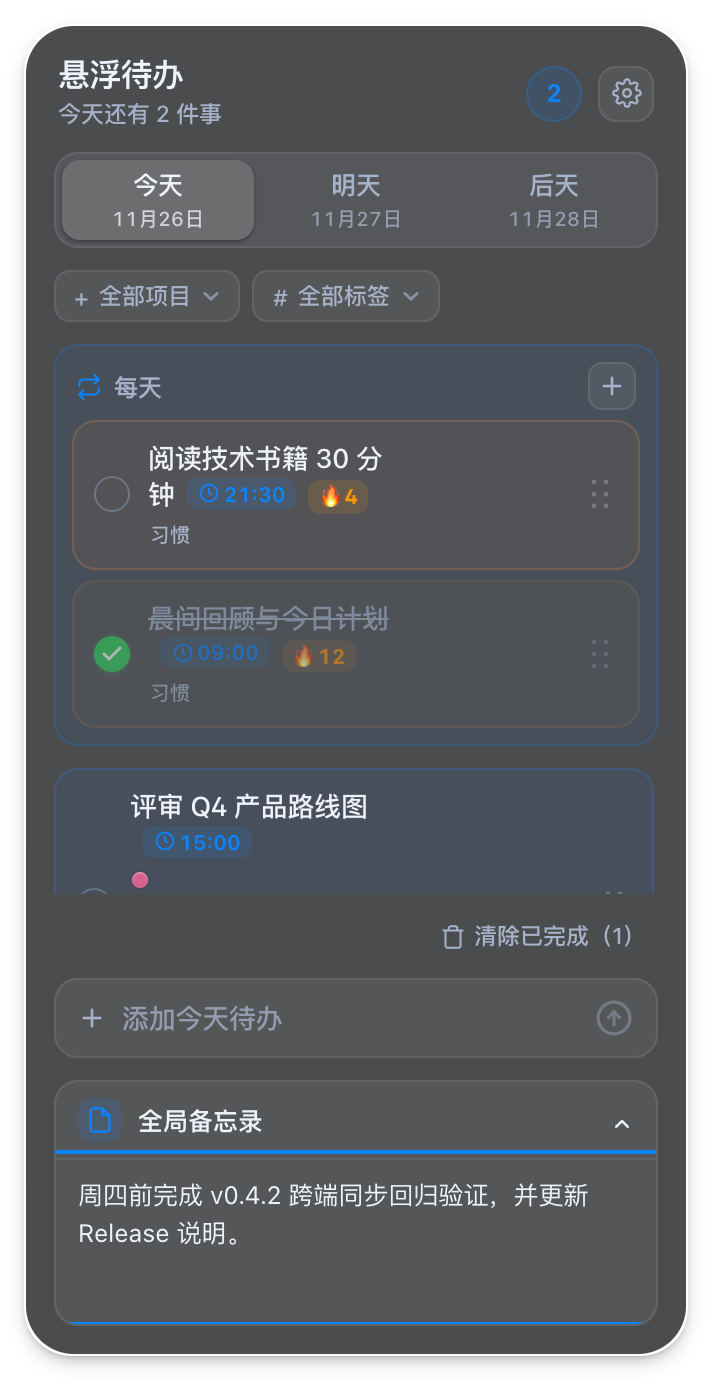 悬浮待办
今天还有 2 件事
2
今天
11月26日
明天
11月27日
后天
11月28日
+ 全部项目
# 全部标签
每天
阅读技术书籍 30 分
钟 21:30 🔥4
习惯
晨间回顾与今日计划
09:00 🔥12
习惯
评审 Q4 产品路线图
15:00
清除已完成（1）
添加今天待办
全局备忘录
周四前完成 v0.4.2 跨端同步回归验证，并更新
Release 说明。